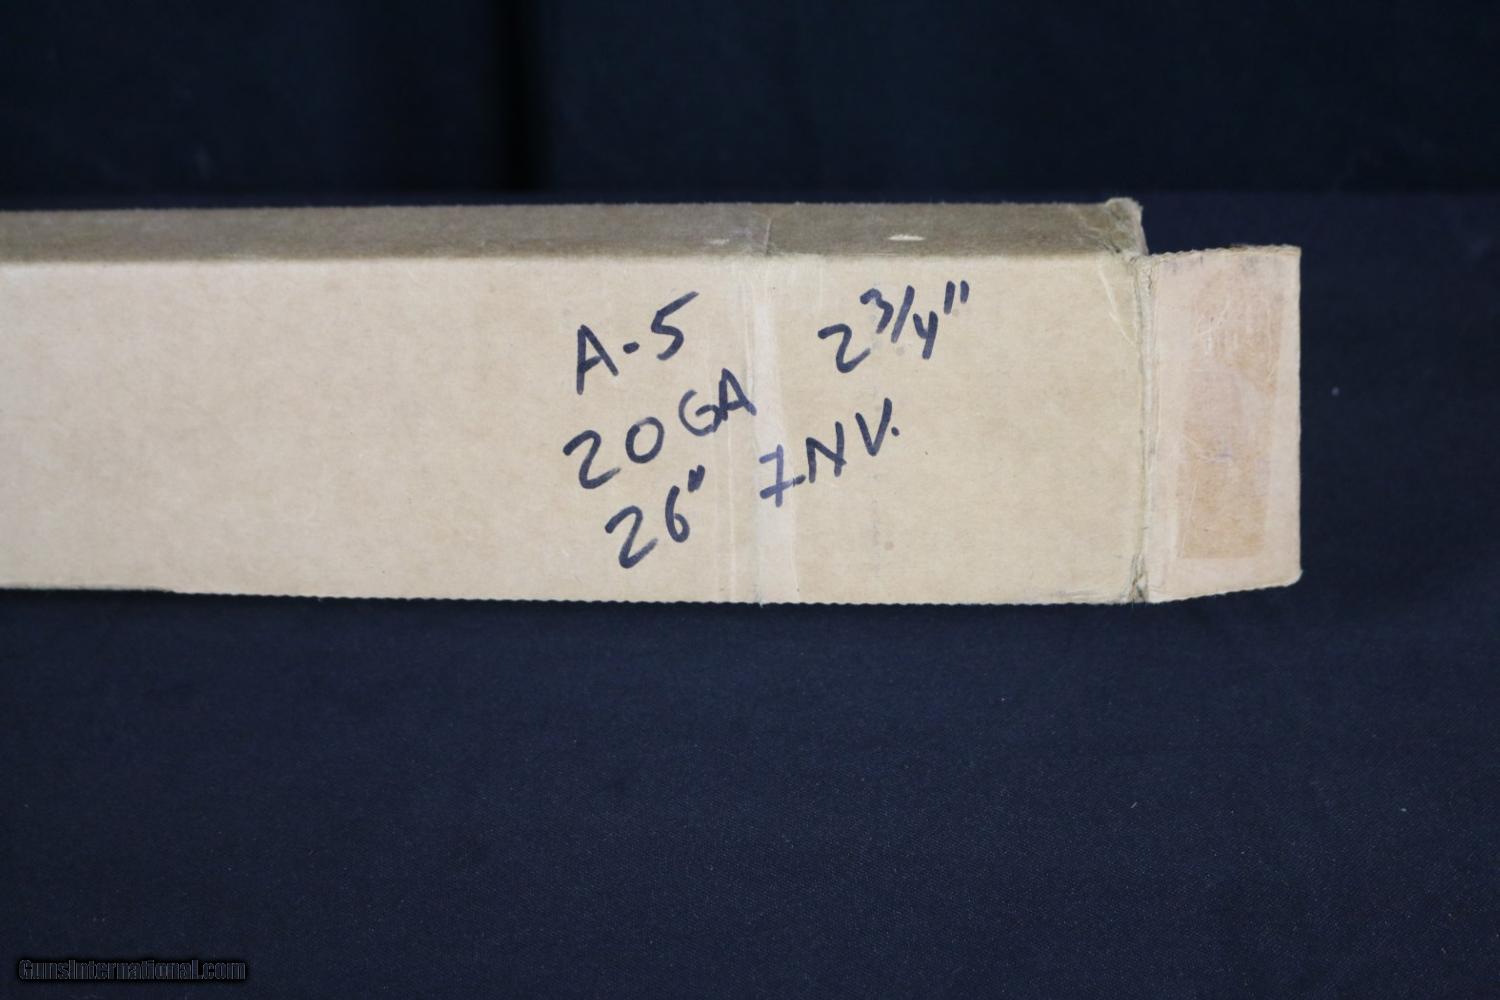 A-5
20GA 2 3/4"
26" INV.
GunsInternational.com